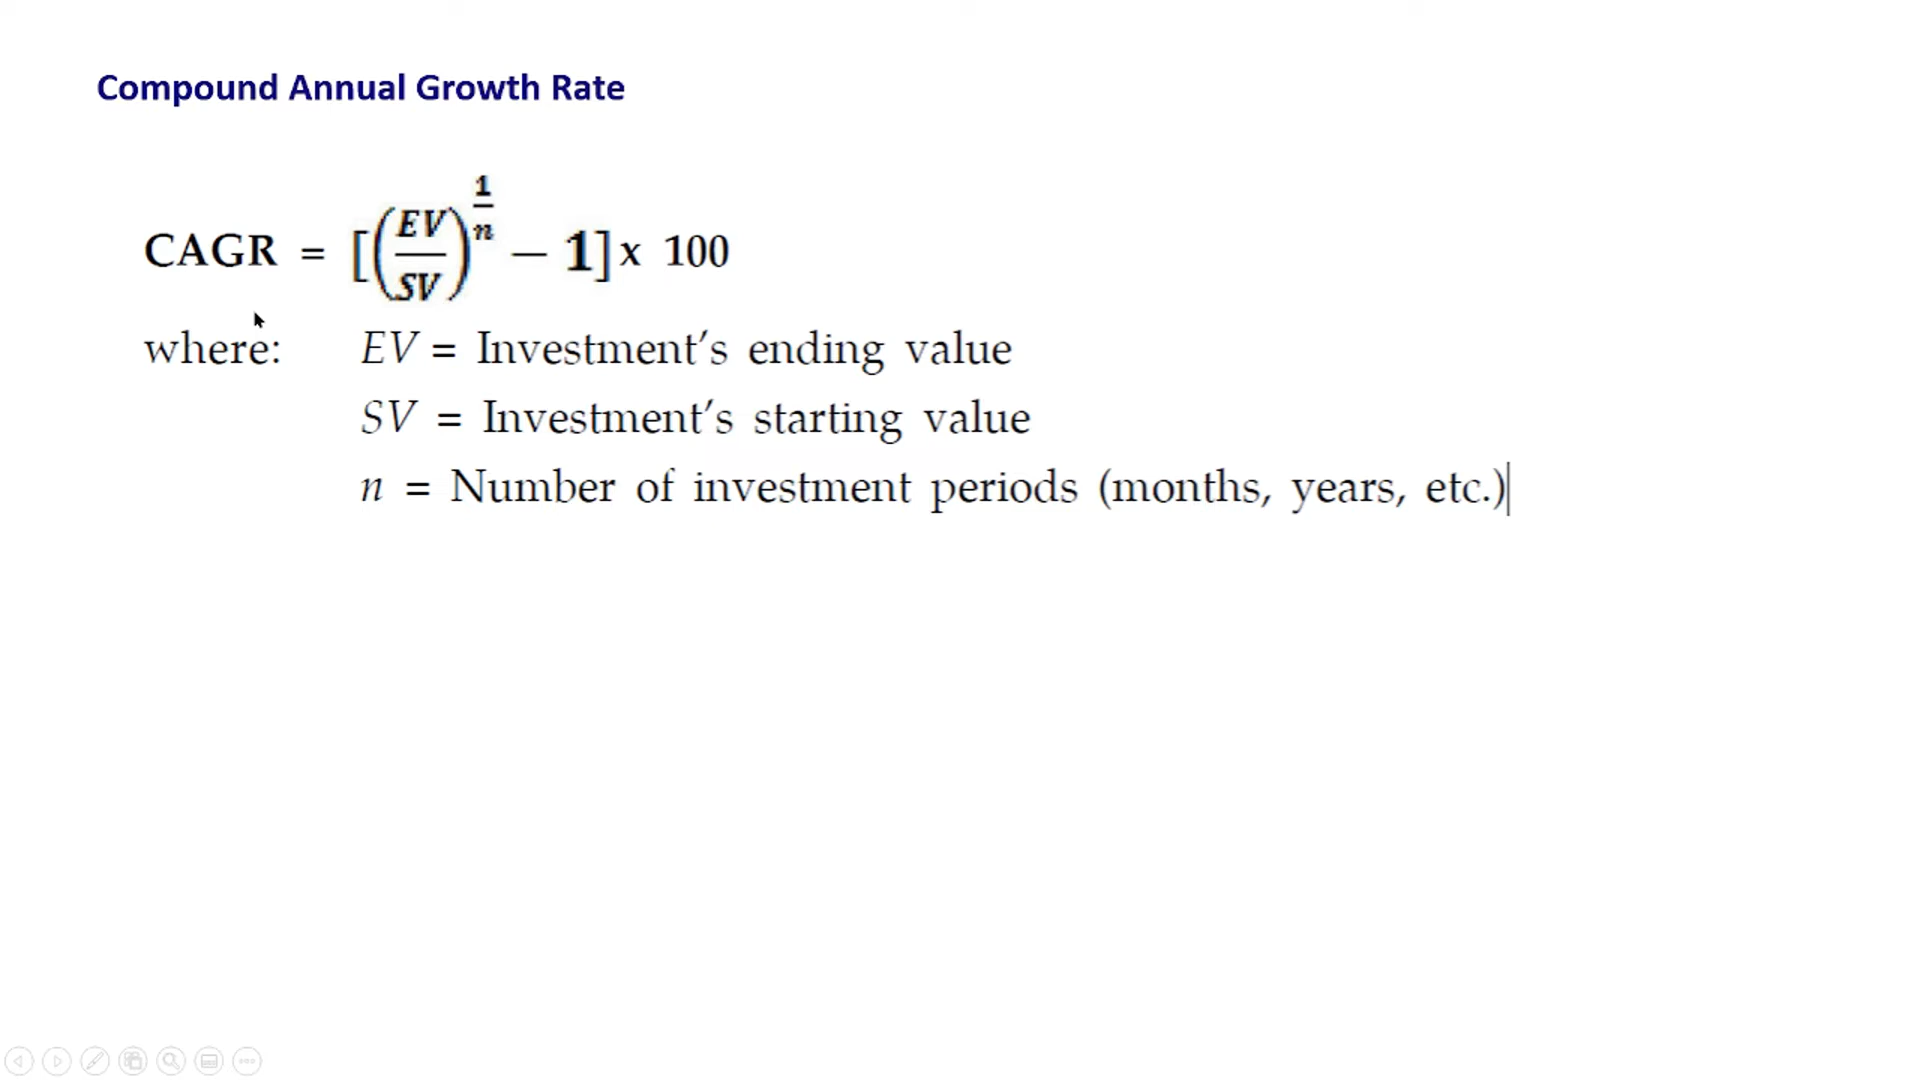 Compound Annual Growth Rate
CAGR = [(EV/SV)^(1/n) − 1] x 100
where: EV = Investment’s ending value
SV = Investment’s starting value
n = Number of investment periods (months, years, etc.)